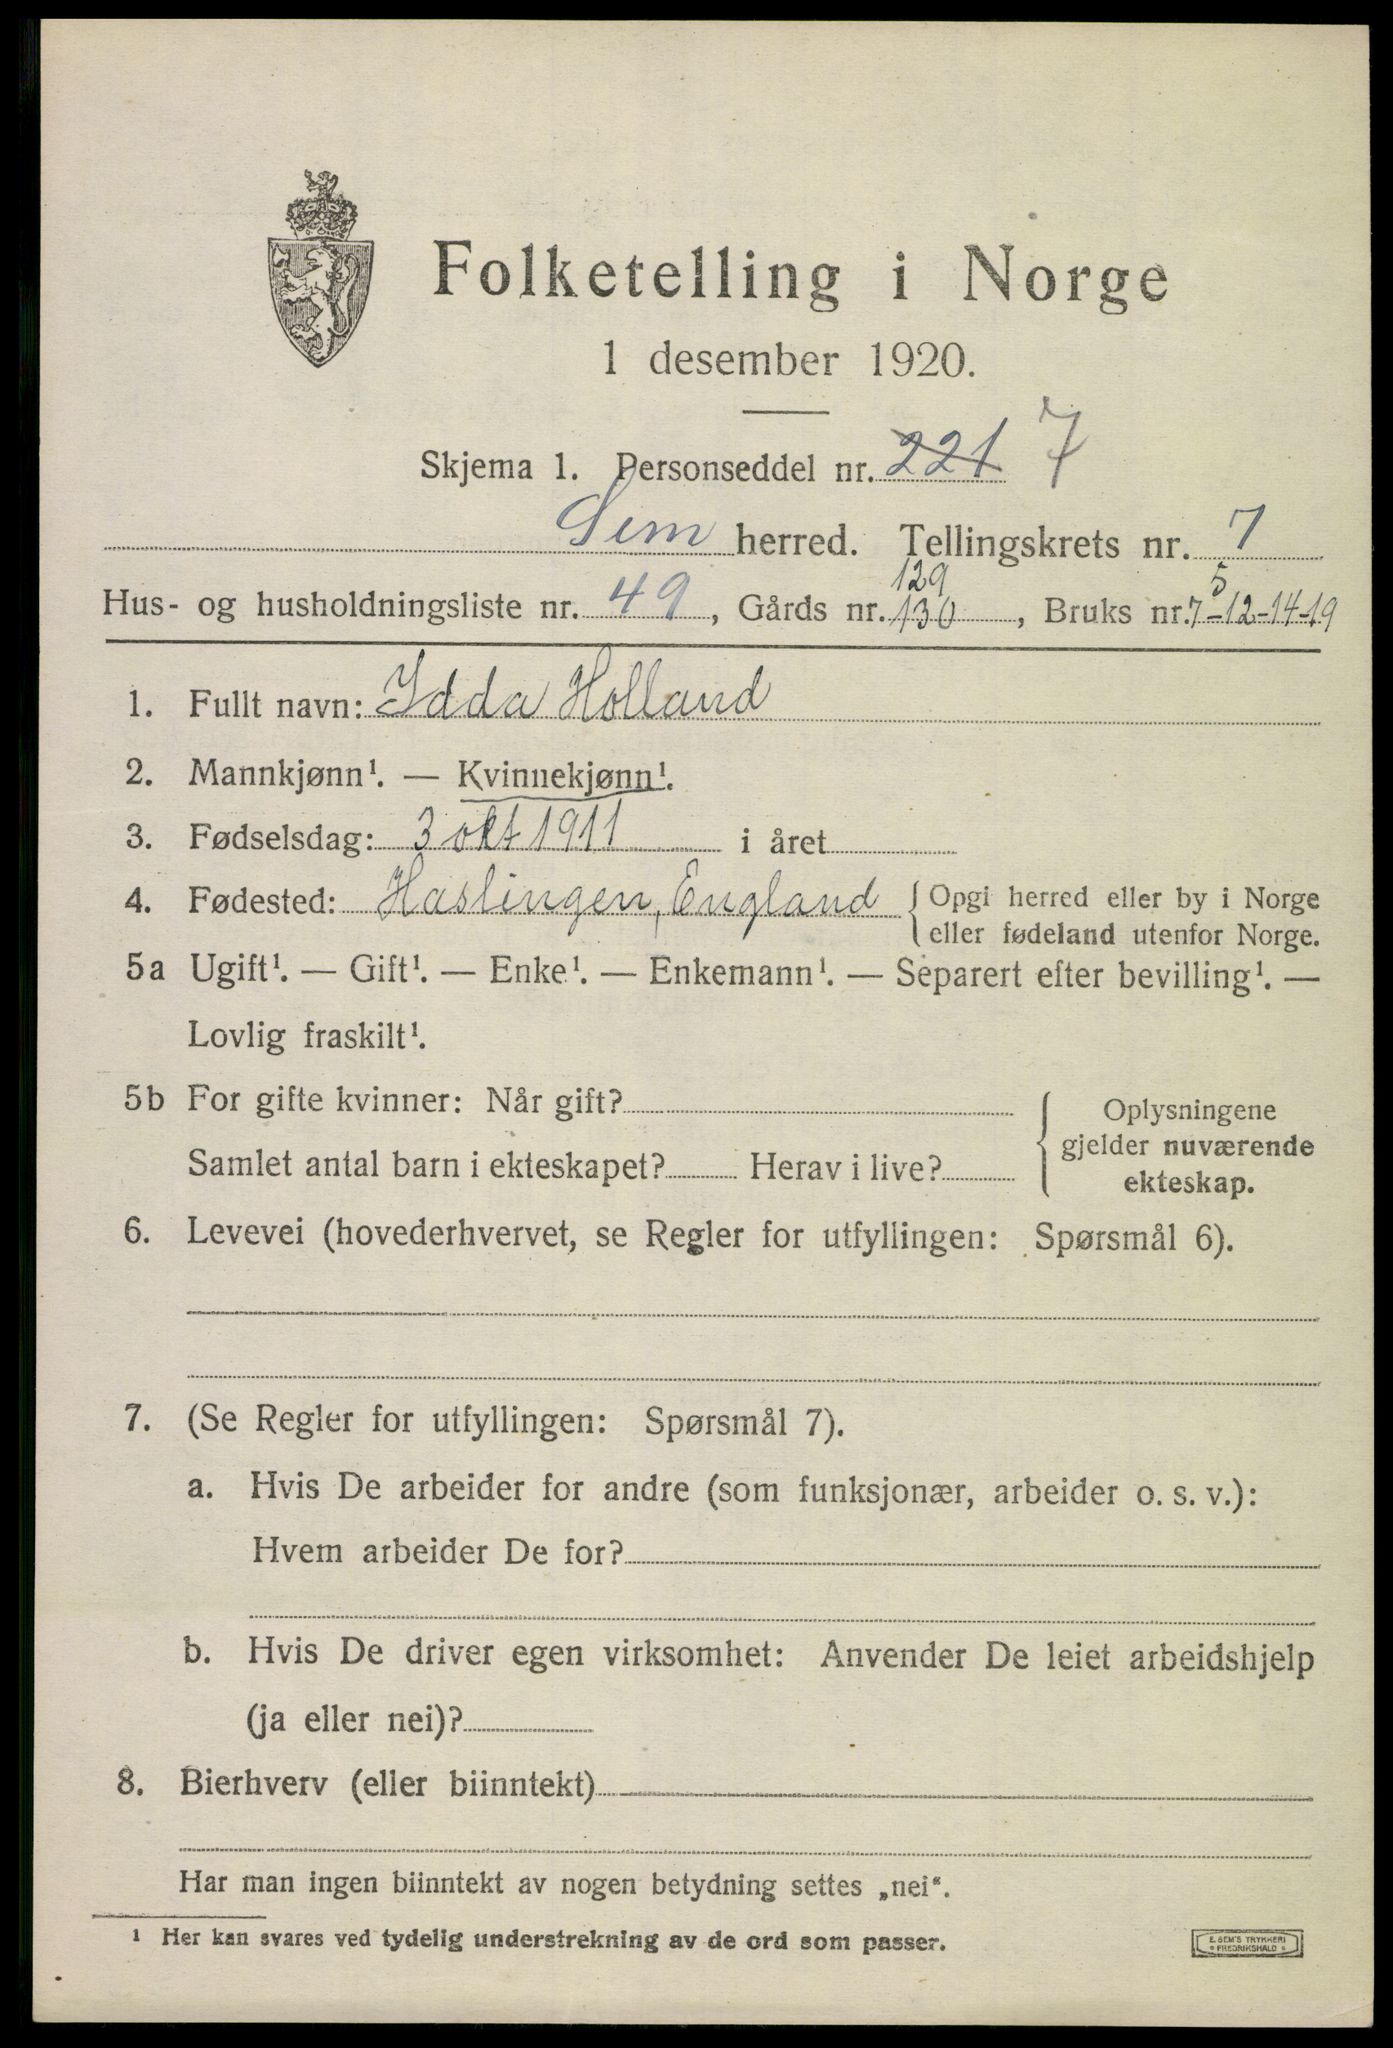 Folketelling i Norge
1 desember 1920.
Skjema 1. Personseddel nr. 221 7
Sem herred. Tellingskrets nr. 7
129 5
Hus- og husholdningsliste nr. 49, Gårds nr. 130, Bruks nr. 7-12-14-19
1. Fullt navn: Idda Holland
2. Mannkjønn¹. — Kvinnekjønn¹.
3. Fødselsdag: 3 okt 1911 i året
4. Fødested: Haslingen, England { Opgi herred eller by i Norge
eller fødeland utenfor Norge.
5a Ugift¹. — Gift¹. — Enke¹. — Enkemann¹. — Separert efter bevilling¹. —
Lovlig fraskilt¹.
5b For gifte kvinner: Når gift?
Samlet antal barn i ekteskapet? Herav i live?
Oplysningene
gjelder nuværende
ekteskap.
6. Levevei (hovederhvervet, se Regler for utfyllingen: Spørsmål 6).
7. (Se Regler for utfyllingen: Spørsmål 7).
a. Hvis De arbeider for andre (som funksjonær, arbeider o. s. v.):
Hvem arbeider De for?
b. Hvis De driver egen virksomhet: Anvender De leiet arbeidshjelp
(ja eller nei)?
8. Bierhverv (eller biinntekt)
Har man ingen biinntekt av nogen betydning settes „nei“.
¹ Her kan svares ved tydelig understrekning av de ord som passer.
E. SEM'S TRYKKERI
* FREDRIKSHALD *